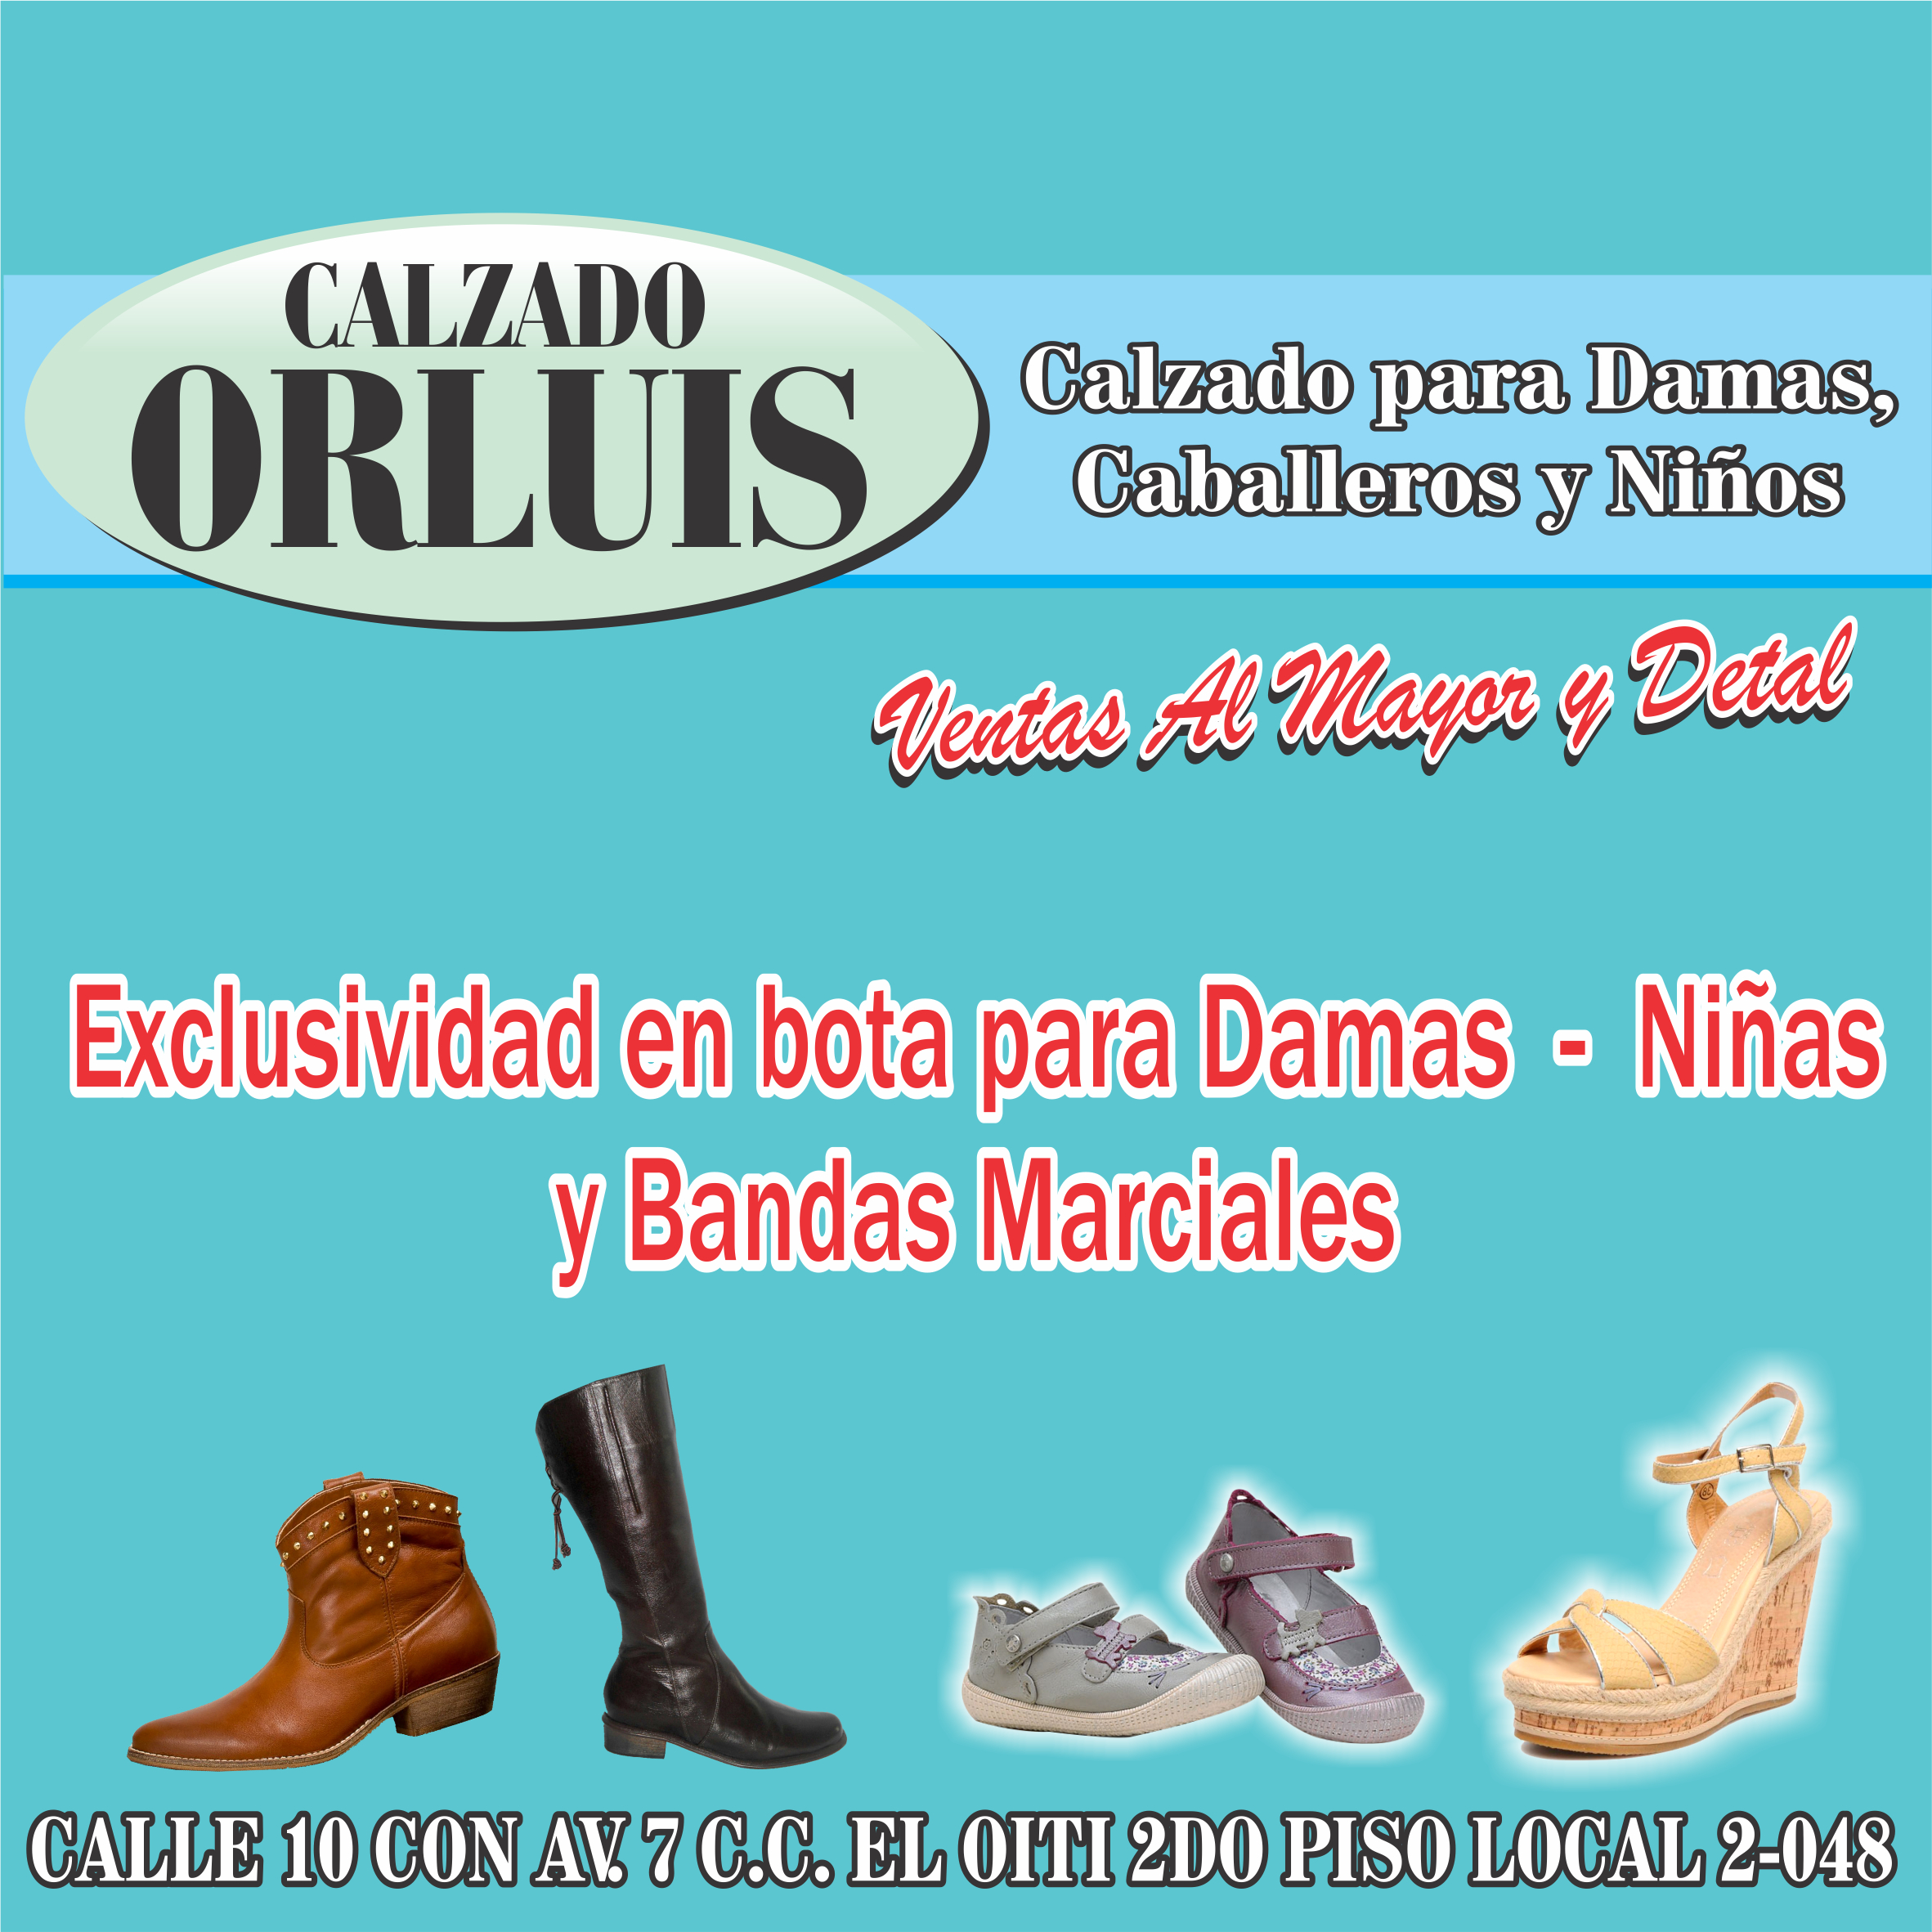 CALZADO
ORLUIS
Calzado para Damas,
Caballeros y Niños
Ventas Al Mayor y Detal
Exclusividad en bota para Damas - Niñas
y Bandas Marciales
CALLE 10 CON AV. 7 C.C. EL OITI 2DO PISO LOCAL 2-048